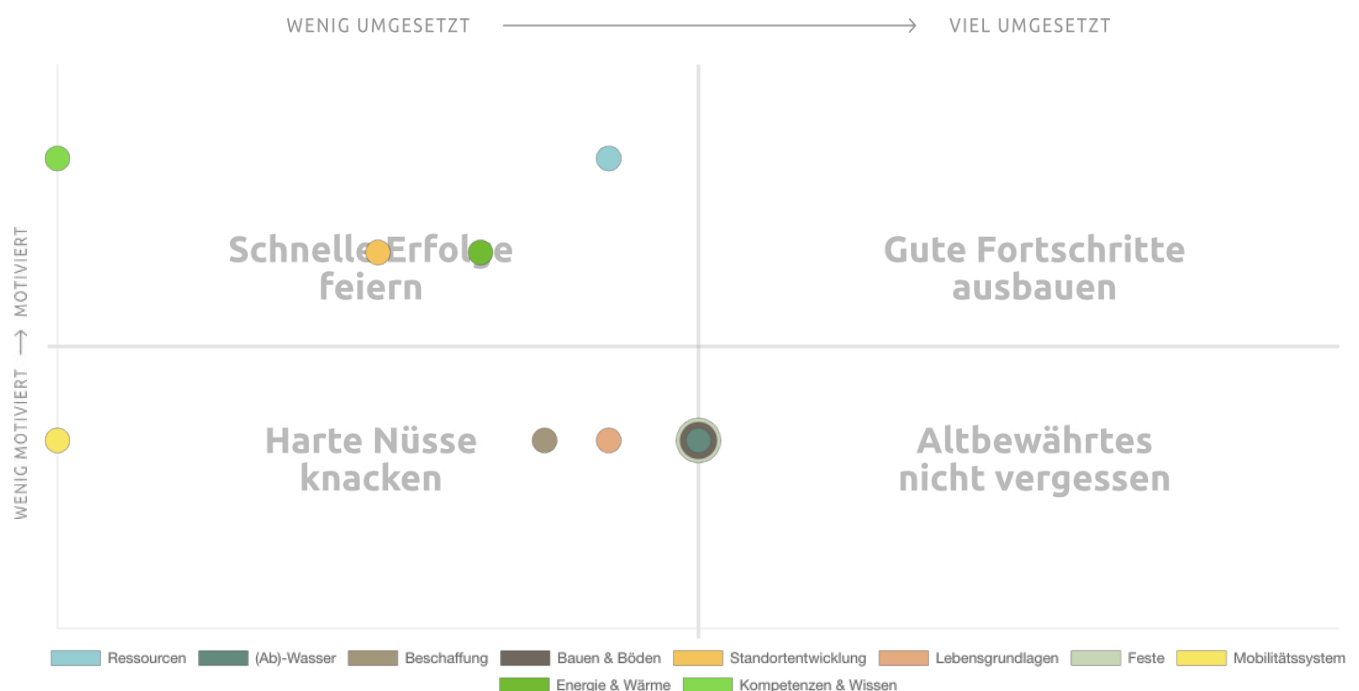 WENIG UMGESETZT → VIEL UMGESETZT
WENIG MOTIVIERT → MOTIVIERT
Schnelle Erfolge
feiern
Gute Fortschritte
ausbauen
Harte Nüsse
knacken
Altbewährtes
nicht vergessen
Ressourcen (Ab)-Wasser Beschaffung Bauen & Böden Standortentwicklung Lebensgrundlagen Feste Mobilitätssystem
Energie & Wärme Kompetenzen & Wissen